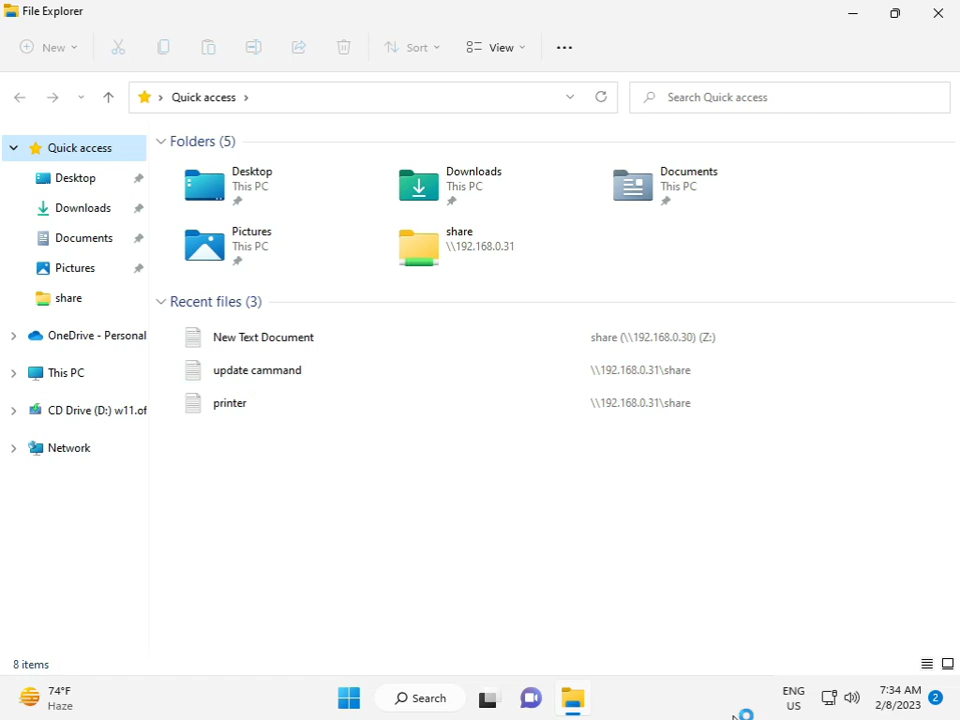 File Explorer
New
Sort
View
Quick access
Search Quick access
Quick access
Desktop
Downloads
Documents
Pictures
share
OneDrive - Personal
This PC
CD Drive (D:) w11.of
Network
Folders (5)
Desktop
This PC
Downloads
This PC
Documents
This PC
Pictures
This PC
share
\\192.168.0.31
Recent files (3)
New Text Document
share (\\192.168.0.30) (Z:)
update cammand
\\192.168.0.31\share
printer
\\192.168.0.31\share
8 items
74°F
Haze
Search
ENG
US
7:34 AM
2/8/2023
2